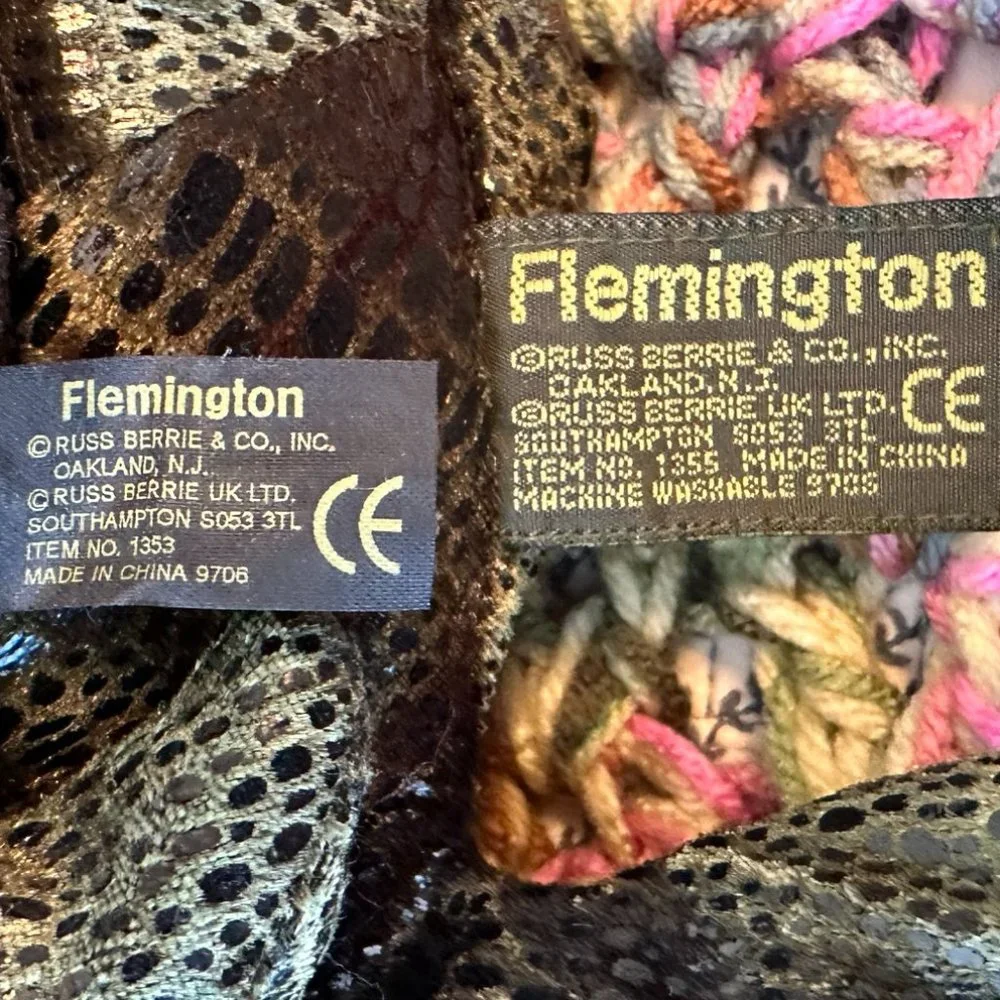 Flemington
© RUSS BERRIE & CO., INC.
OAKLAND, N.J.
© RUSS BERRIE UK LTD.
SOUTHAMPTON S053 3TL
ITEM NO. 1353
MADE IN CHINA 9706
CE
Flemington
© RUSS BERRIE & CO., INC.
OAKLAND. N.J.
© RUSS BERRIE UK LTD.
SOUTHAMPTON S053 3TL
ITEM NO. 1355 MADE IN CHINA
MACHINE WASHABLE 9706
CE